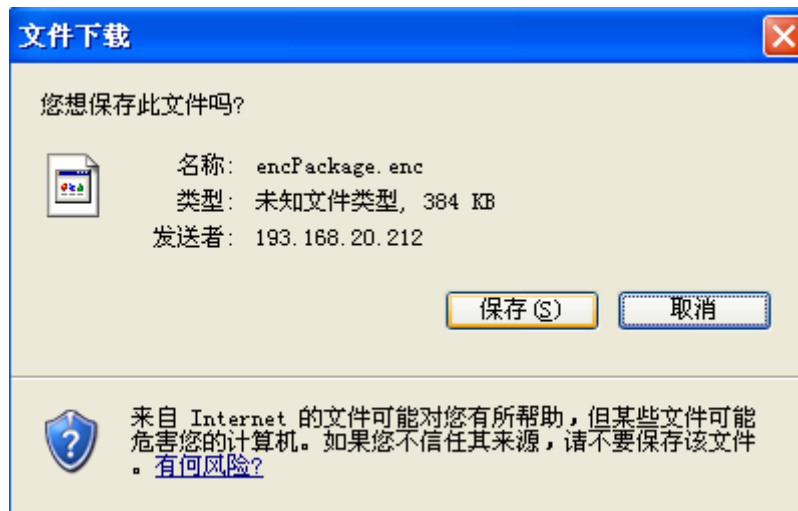 文件下载
您想保存此文件吗?
名称: encPackage.enc
类型: 未知文件类型, 384 KB
发送者: 193.168.20.212
保存(S)
取消
来自 Internet 的文件可能对您有所帮助，但某些文件可能
危害您的计算机。如果您不信任其来源，请不要保存该文件
。有何风险?